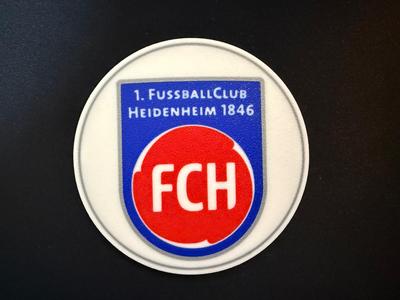 1. FUSSBALLCLUB
HEIDENHEIM 1846
FCH